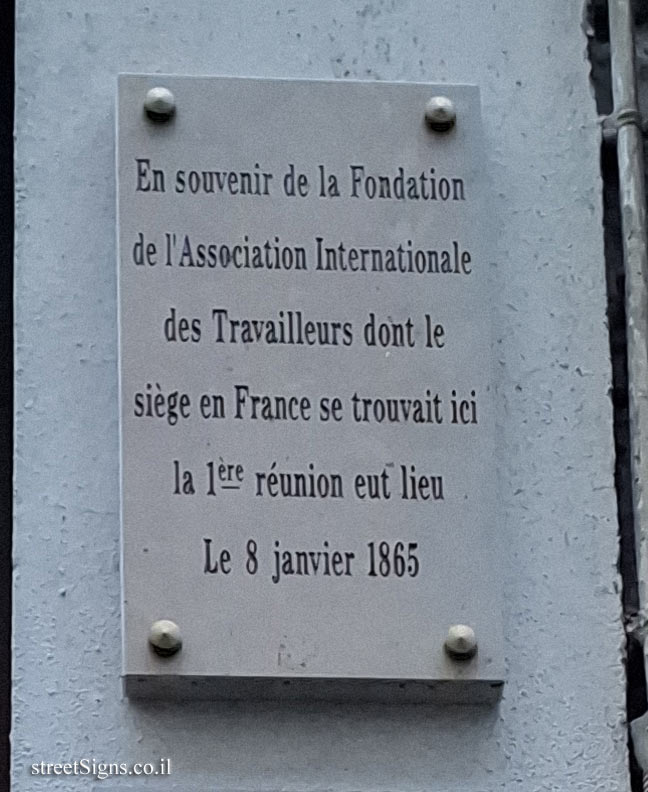 En souvenir de la Fondation
de l'Association Internationale
des Travailleurs dont le
siège en France se trouvait ici
la 1ère réunion eut lieu
Le 8 janvier 1865
streetSigns.co.il